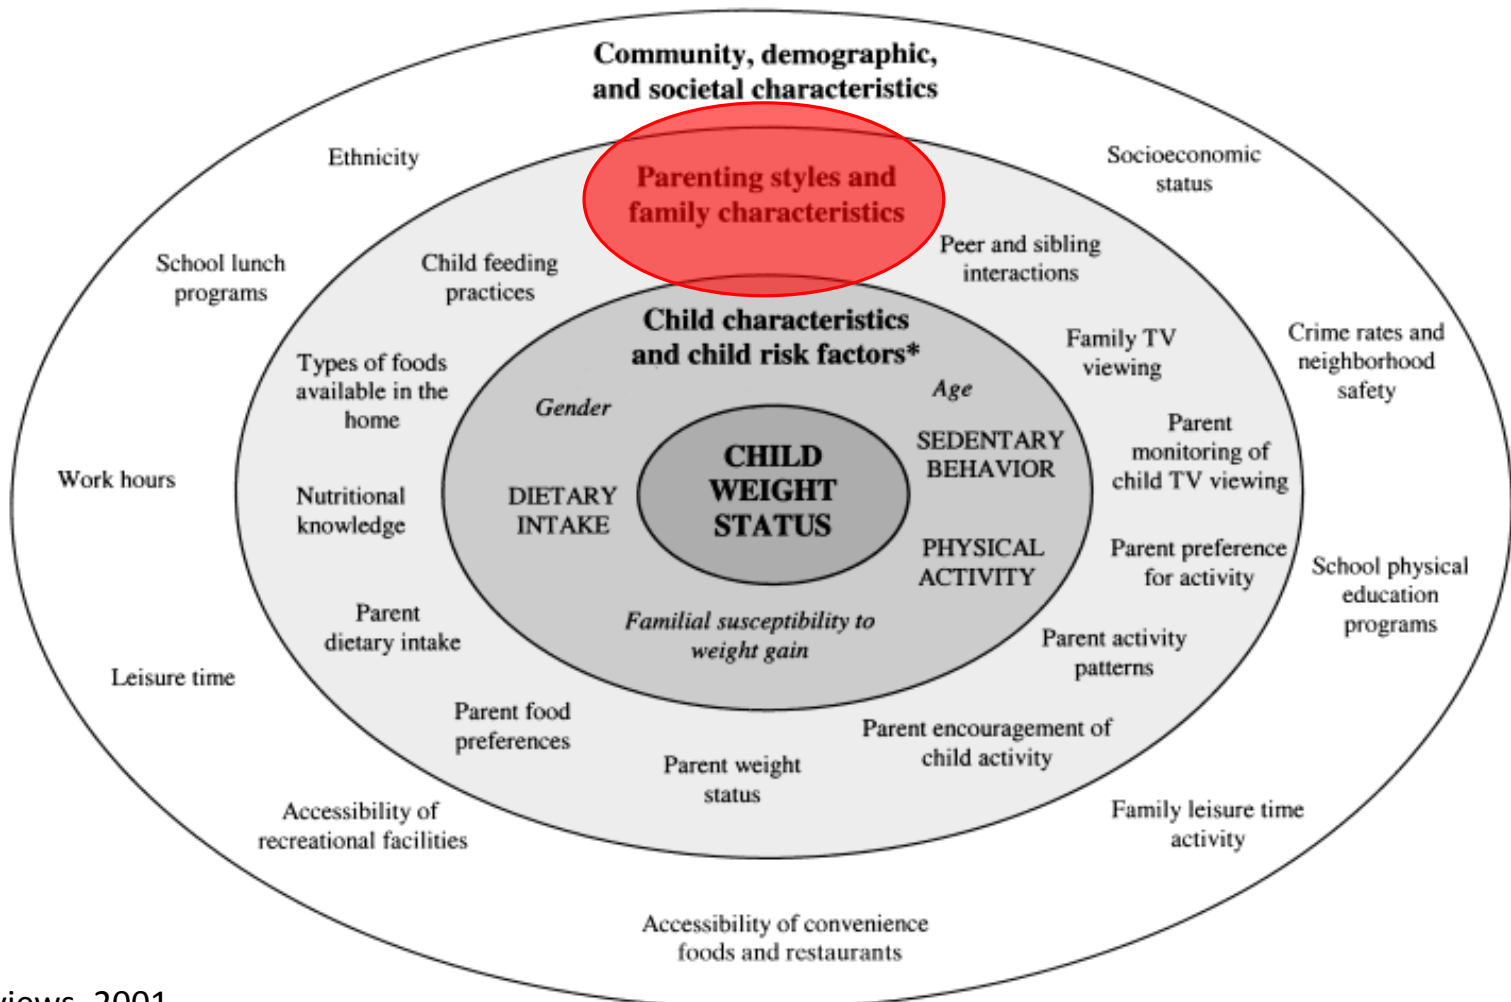 Community, demographic,
and societal characteristics
Ethnicity
Socioeconomic
status
Parenting styles and
family characteristics
School lunch
programs
Child feeding
practices
Peer and sibling
interactions
Child characteristics
and child risk factors*
Types of foods
available in the
home
Gender
Age
Family TV
viewing
Crime rates and
neighborhood
safety
Work hours
Nutritional
knowledge
DIETARY
INTAKE
CHILD
WEIGHT
STATUS
SEDENTARY
BEHAVIOR
Parent
monitoring of
child TV viewing
PHYSICAL
ACTIVITY
Parent preference
for activity
School physical
education
programs
Parent
dietary intake
Familial susceptibility to
weight gain
Parent activity
patterns
Leisure time
Parent food
preferences
Parent weight
status
Parent encouragement of
child activity
Accessibility of
recreational facilities
Family leisure time
activity
Accessibility of convenience
foods and restaurants
2001